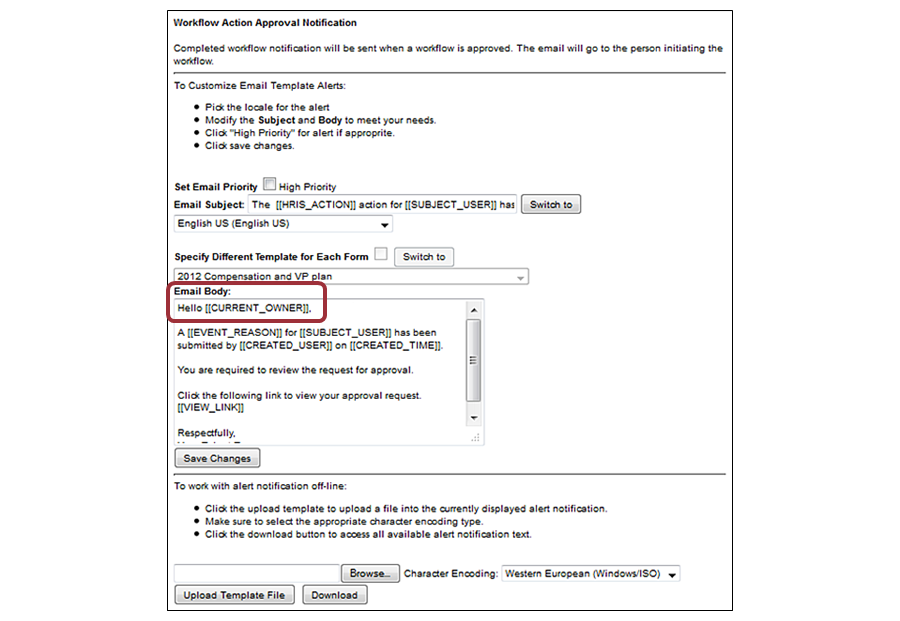 Workflow Action Approval Notification
Completed workflow notification will be sent when a workflow is approved. The email will go to the person initiating the
workflow.
To Customize Email Template Alerts:
Pick the locale for the alert
Modify the Subject and Body to meet your needs.
Click "High Priority" for alert if approprite.
Click save changes.
Set Email Priority High Priority
Email Subject: The [[HRIS_ACTION]] action for [[SUBJECT_USER]] has Switch to
English US (English US)
Specify Different Template for Each Form Switch to
2012 Compensation and VP plan
Email Body:
Hello [[CURRENT_OWNER]],
A [[EVENT_REASON]] for [[SUBJECT_USER]] has been
submitted by [[CREATED_USER]] on [[CREATED_TIME]].
You are required to review the request for approval.
Click the following link to view your approval request.
[[VIEW_LINK]]
Respectfully,
Save Changes
To work with alert notification off-line:
Click the upload template to upload a file into the currently displayed alert notification.
Make sure to select the appropriate character encoding type.
Click the download button to access all available alert notification text.
Browse... Character Encoding: Western European (Windows/ISO)
Upload Template File Download